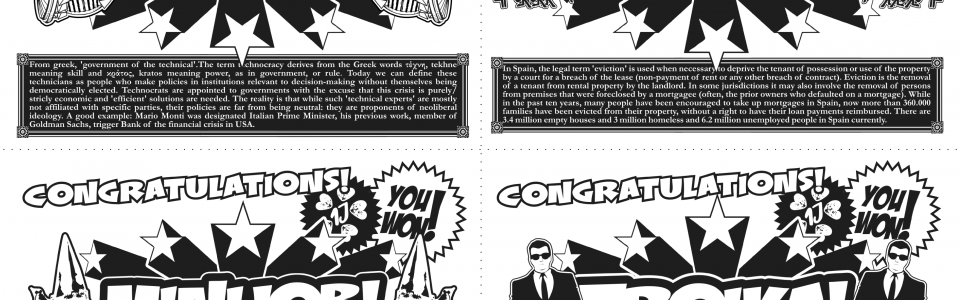 From greek, 'government of the technical'.The term technocracy derives from the Greek words τέχνη, tekhne
meaning skill and κράτος, kratos meaning power, as in government, or rule. Today we can define these
technicians as people who make policies in institutions relevant to decision-making without themselves being
democratically elected. Technocrats are appointed to governments with the excuse that this crisis is purely/
stricly economic and 'efficient' solutions are needed. The reality is that while such 'technical experts' are mostly
not affiliated with specific parties, their policies are far from being neutral: they are proponents of neoliberal
ideology. A good example: Mario Monti was designated Italian Prime Minister, his previous work, member of
Goldman Sachs, trigger Bank of the financial crisis in USA.
In Spain, the legal term 'eviction' is used when necessary to deprive the tenant of possession or use of the property
by a court for a breach of the lease (non-payment of rent or any other breach of contract). Eviction is the removal
of a tenant from rental property by the landlord. In some jurisdictions it may also involve the removal of persons
from premises that were foreclosed by a mortgagee (often, the prior owners who defaulted on a mortgage). While
in the past ten years, many people have been encouraged to take up mortgages in Spain, now more than 360.000
families have been evicted from their property, without a right to have their loan payments reimbursed. There are
3.4 million empty houses and 3 million homeless and 6.2 million unemployed people in Spain currently.
CONGRATULATIONS!
1J
YOU
WON!
CONGRATULATIONS!
1J
YOU
WON!
TROIKA!